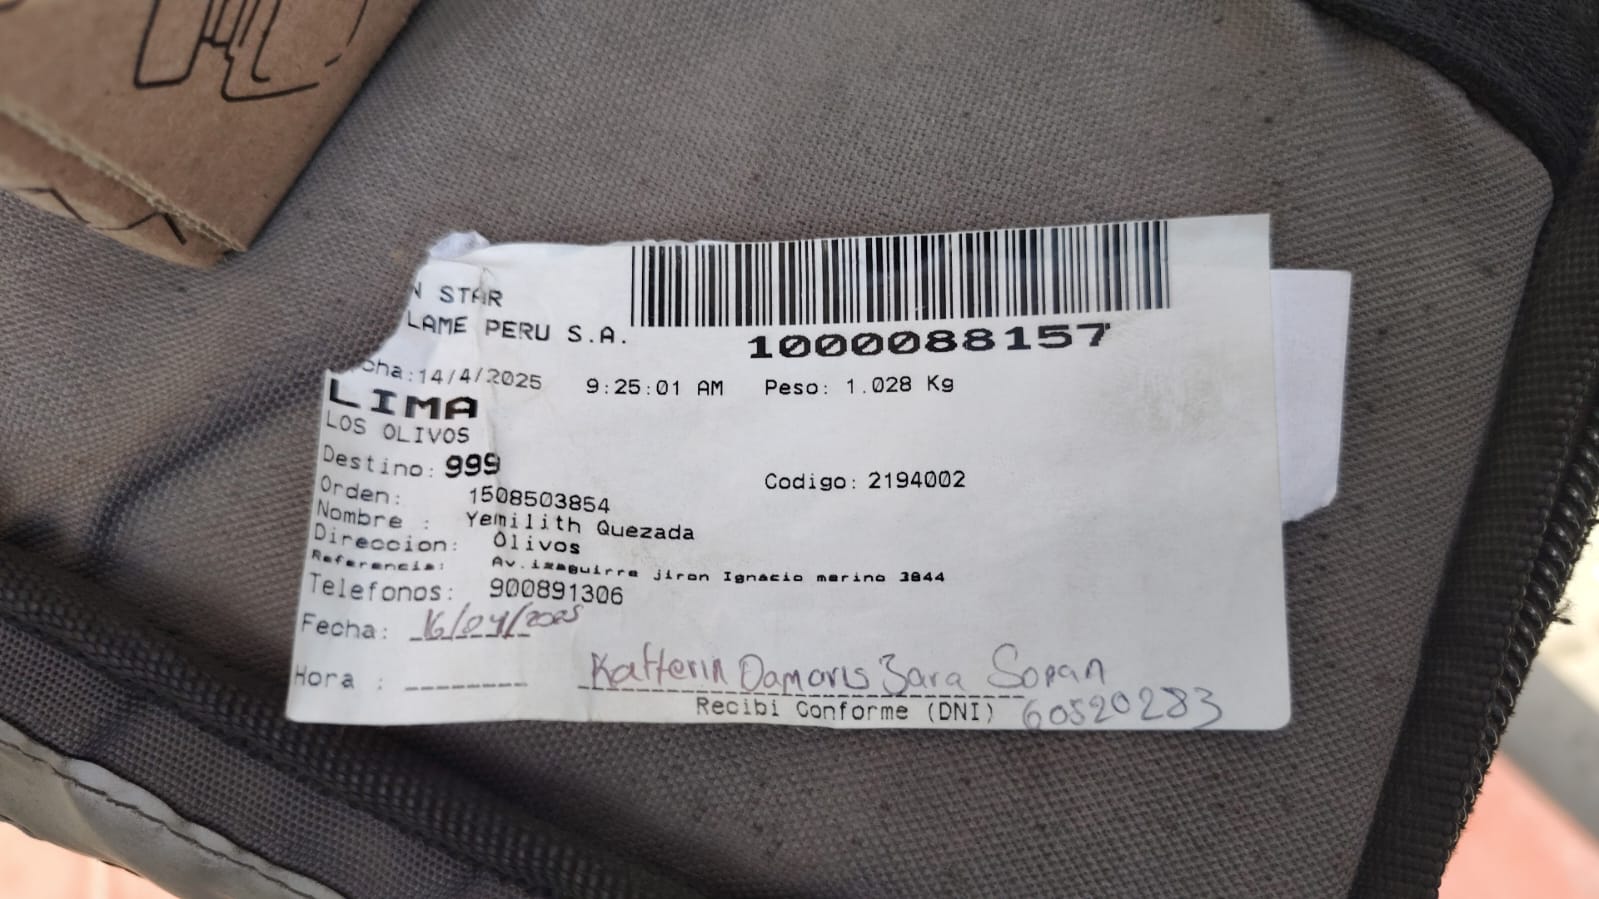 N STAR
LAME PERU S.A.
1000088157
cha:14/4/2025 9:25:01 AM Peso: 1.028 Kg
LIMA
LOS OLIVOS
Destino: 999
Codigo: 2194002
Orden: 1508503854
Nombre : Yemilith Quezada
Direccion: Olivos
Referencia: Av.izaguirre jiron Ignacio merino 3844
Telefonos: 900891306
Fecha: 16/04/2025
Hora : Katterin Damaris Jara Sopan
Recibi Conforme (DNI) 60520283